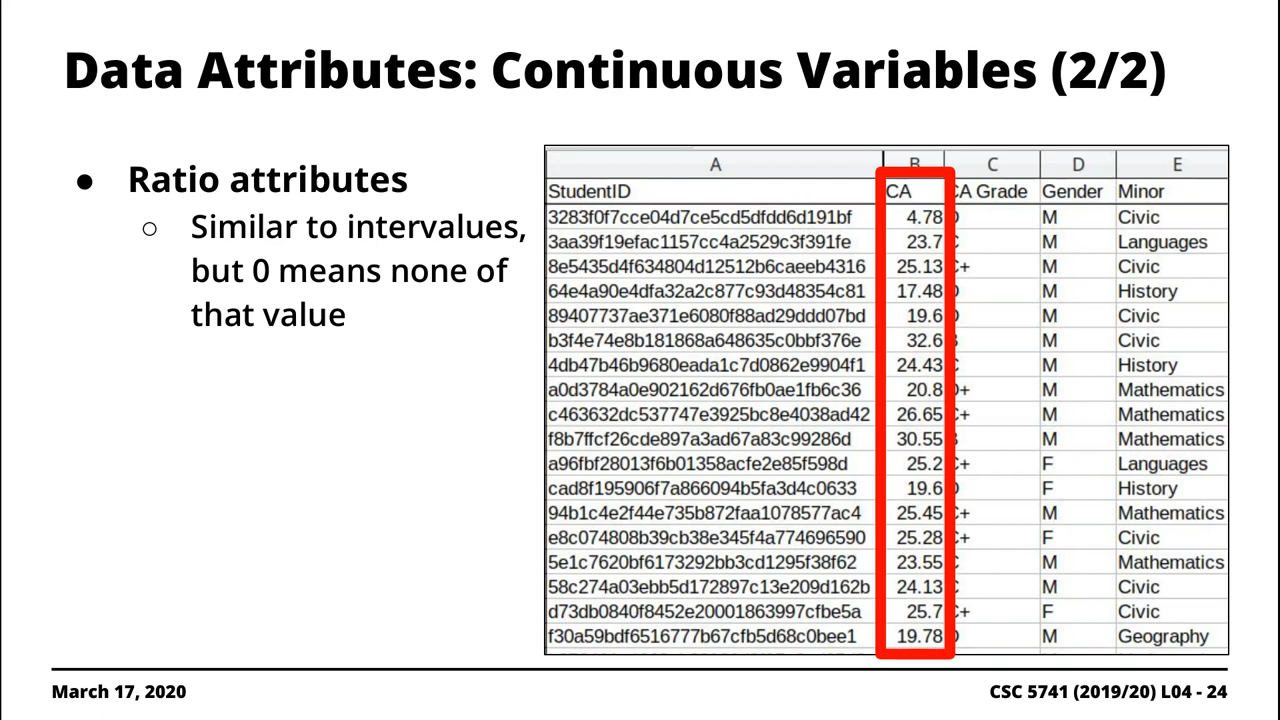 Data Attributes: Continuous Variables (2/2)
● Ratio attributes
○ Similar to intervalues,
but 0 means none of
that value
A B C D E
StudentID CA CA Grade Gender Minor
3283f0f7cce04d7ce5cd5dfdd6d191bf 4.78 D M Civic
3aa39f19efac1157cc4a2529c3f391fe 23.7 C M Languages
8e5435d4f634804d12512b6caeeb4316 25.13 C+ M Civic
64e4a90e4dfa32a2c877c93d48354c81 17.48 D M History
89407737ae371e6080f88ad29ddd07bd 19.6 D M Civic
b3f4e74e8b181868a648635c0bbf376e 32.6 B M Civic
4db47b46b9680eada1c7d0862e9904f1 24.43 C M History
a0d3784a0e902162d676fb0ae1fb6c36 20.8 D+ M Mathematics
c463632dc537747e3925bc8e4038ad42 26.65 C+ M Mathematics
f8b7ffcf26cde897a3ad67a83c99286d 30.55 B M Mathematics
a96fbf28013f6b01358acfe2e85f598d 25.2 C+ F Languages
cad8f195906f7a866094b5fa3d4c0633 19.6 D F History
94b1c4e2f44e735b872faa1078577ac4 25.45 C+ M Mathematics
e8c074808b39cb38e345f4a774696590 25.28 C+ F Civic
5e1c7620bf6173292bb3cd1295f38f62 23.55 C M Mathematics
58c274a03ebb5d172897c13e209d162b 24.13 C M Civic
d73db0840f8452e20001863997cfbe5a 25.7 C+ F Civic
f30a59bdf6516777b67cfb5d68c0bee1 19.78 D M Geography
March 17, 2020
CSC 5741 (2019/20) L04 - 24